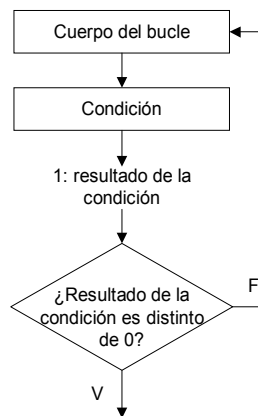 Cuerpo del bucle
Condición
1: resultado de la
condición
¿Resultado de la
condición es distinto
de 0?
F
V